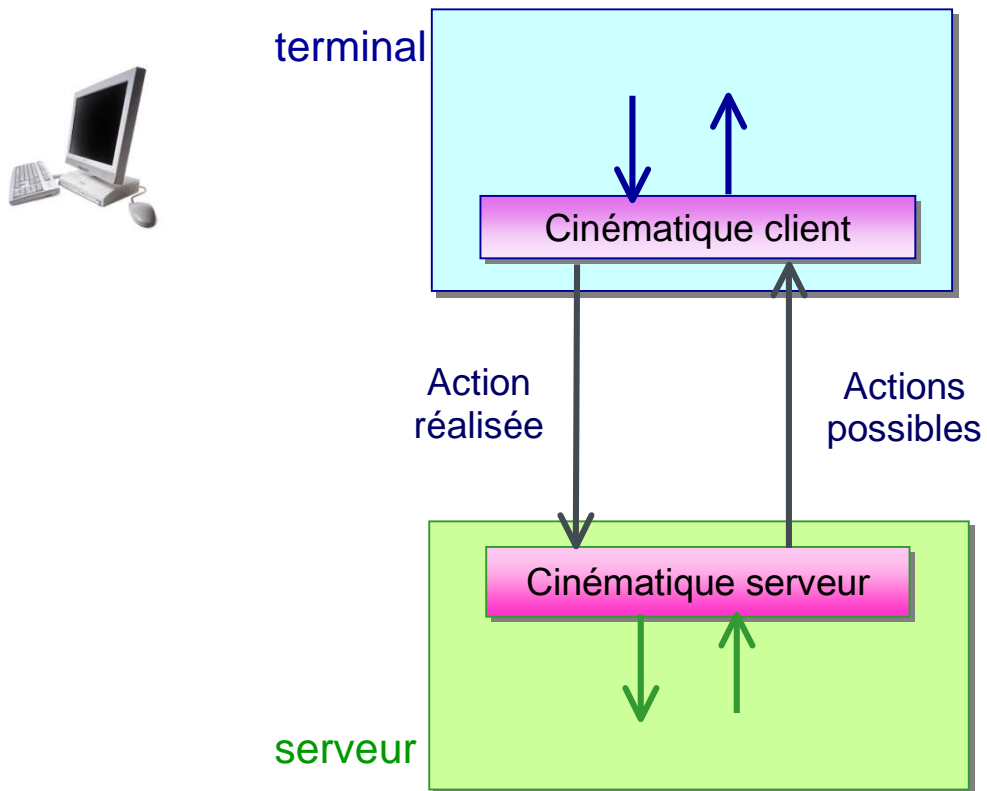 terminal
Cinématique client
Action
réalisée
Actions
possibles
Cinématique serveur
serveur